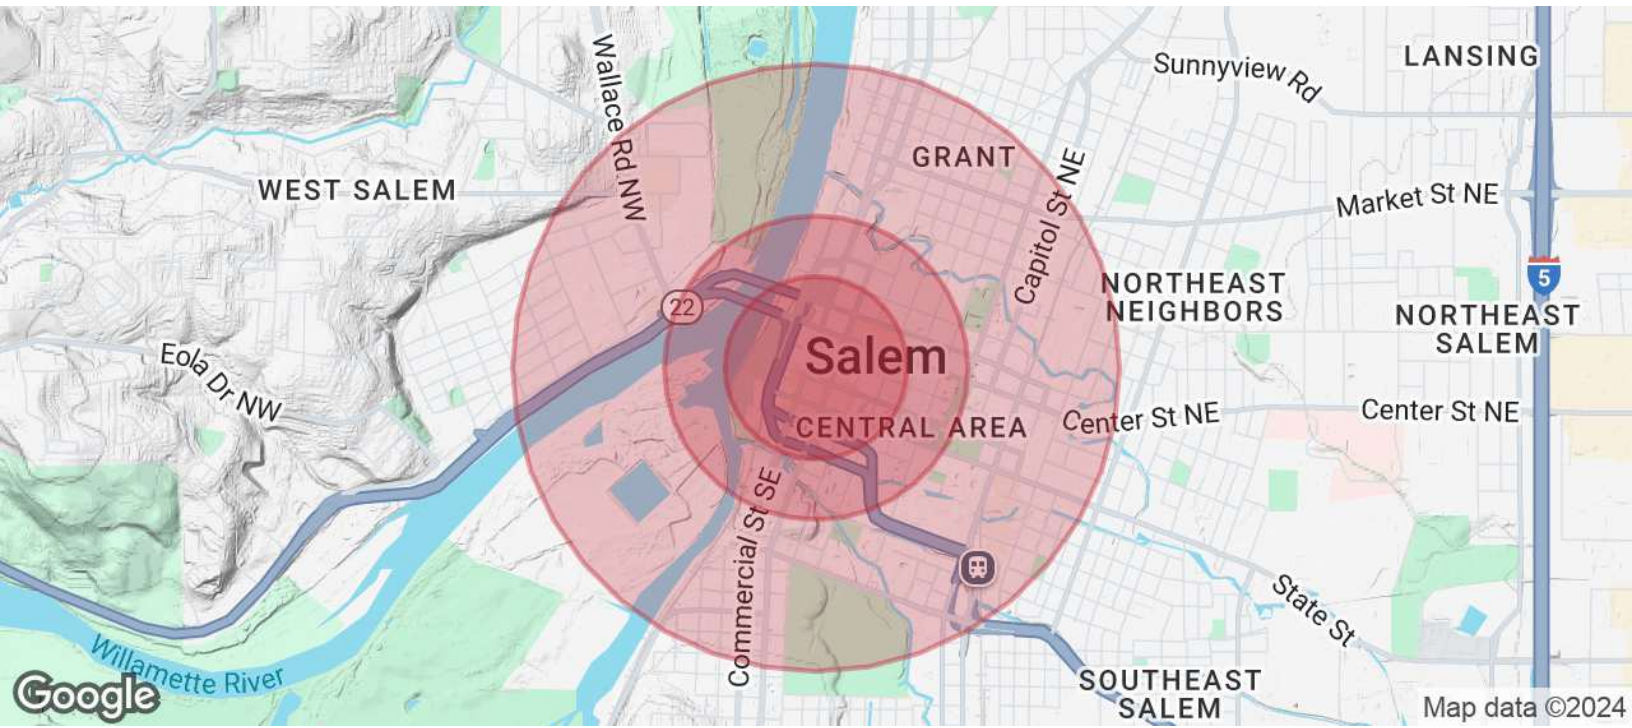 LANSING
Sunnyview Rd
Wallace Rd NW
GRANT
WEST SALEM
Market St NE
Capitol St NE
NORTHEAST
NEIGHBORS
5
22
NORTHEAST
SALEM
Salem
Eola Dr NW
CENTRAL AREA
Center St NE
Center St NE
Commercial St SE
State St
Willamette River
SOUTHEAST
SALEM
Google
Map data ©2024